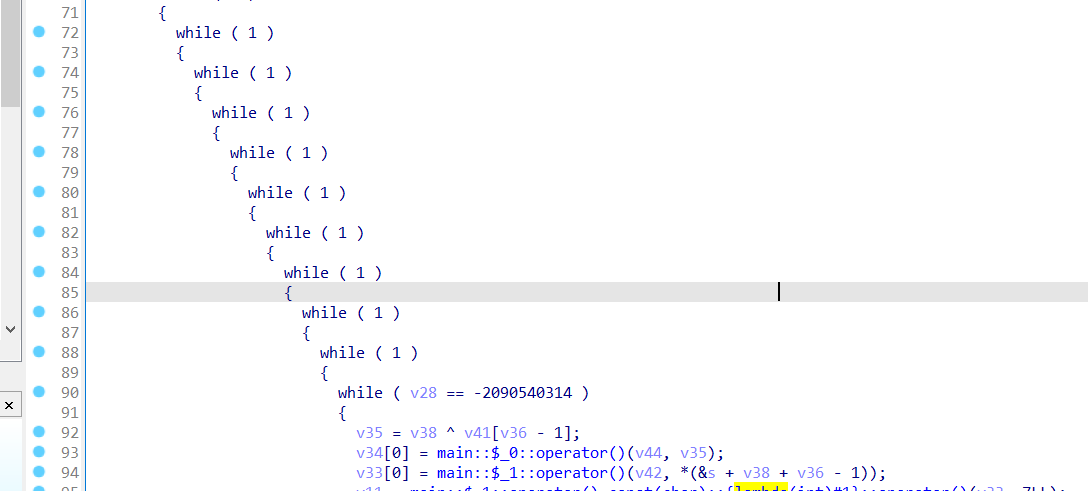 71 {
72 while ( 1 )
73 {
74 while ( 1 )
75 {
76 while ( 1 )
77 {
78 while ( 1 )
79 {
80 while ( 1 )
81 {
82 while ( 1 )
83 {
84 while ( 1 )
85 {
86 while ( 1 )
87 {
88 while ( 1 )
89 {
90 while ( v28 == -2090540314 )
91 {
92 v35 = v38 ^ v41[v36 - 1];
93 v34[0] = main::$_0::operator()(v44, v35);
94 v33[0] = main::$_1::operator()(v42, *(&s + v38 + v36 - 1));